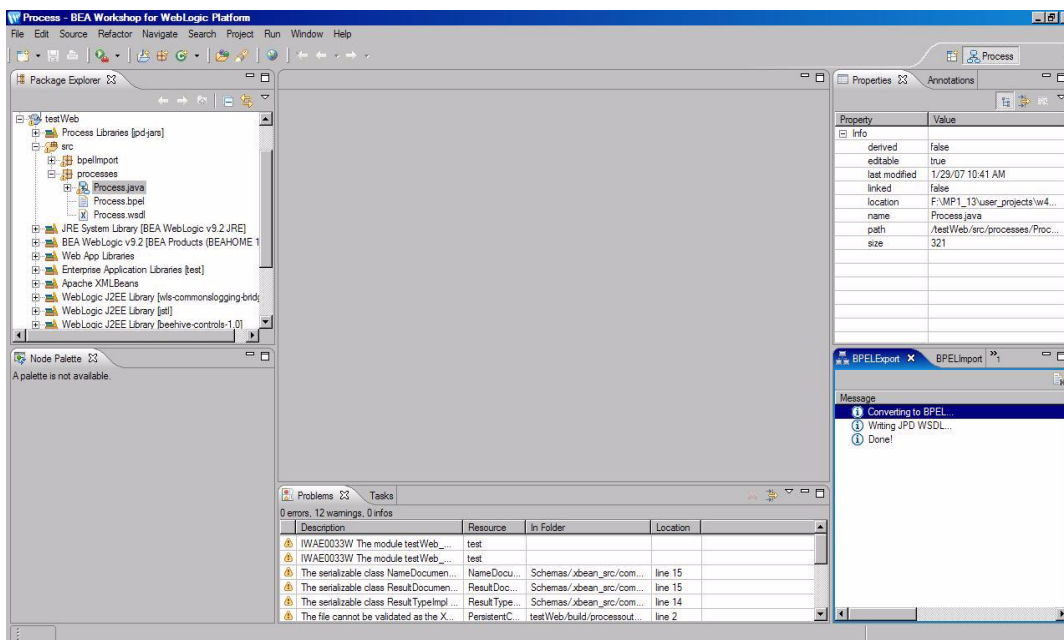 Process - BEA Workshop for WebLogic Platform
File Edit Source Refactor Navigate Search Project Run Window Help
Process
Package Explorer
testWeb
Process Libraries [jpd-jars]
src
bpelImport
processes
Process.java
Process.bpel
Process.wsdl
JRE System Library [BEA WebLogic v9.2 JRE]
BEA WebLogic v9.2 [BEA Products (BEAHOME 1
Web App Libraries
Enterprise Application Libraries [test]
Apache XMLBeans
WebLogic J2EE Library [wls-commonslogging-bridg
WebLogic J2EE Library [jstl]
WebLogic J2EE Library [beehive-controls-1.0]
Node Palette
A palette is not available.
Problems Tasks
0 errors, 12 warnings, 0 infos
Description Resource In Folder Location
IWAE0033W The module testWeb_... test
IWAE0033W The module testWeb_... test
The serializable class NameDocumen... NameDocu... Schemas/.xbean_src/com... line 15
The serializable class ResultDocumen... ResultDoc... Schemas/.xbean_src/com... line 15
The serializable class ResultTypeImpl ... ResultType... Schemas/.xbean_src/com... line 14
The file cannot be validated as the X... PersistentC... testWeb/build/processout... line 2
Properties Annotations
Property Value
Info
derived false
editable true
last modified 1/29/07 10:41 AM
linked false
location F:\MP1_13\user_projects\w4...
name Process.java
path /testWeb/src/processes/Proc...
size 321
BPELExport BPELImport »1
Message
Converting to BPEL...
Writing JPD WSDL...
Done!